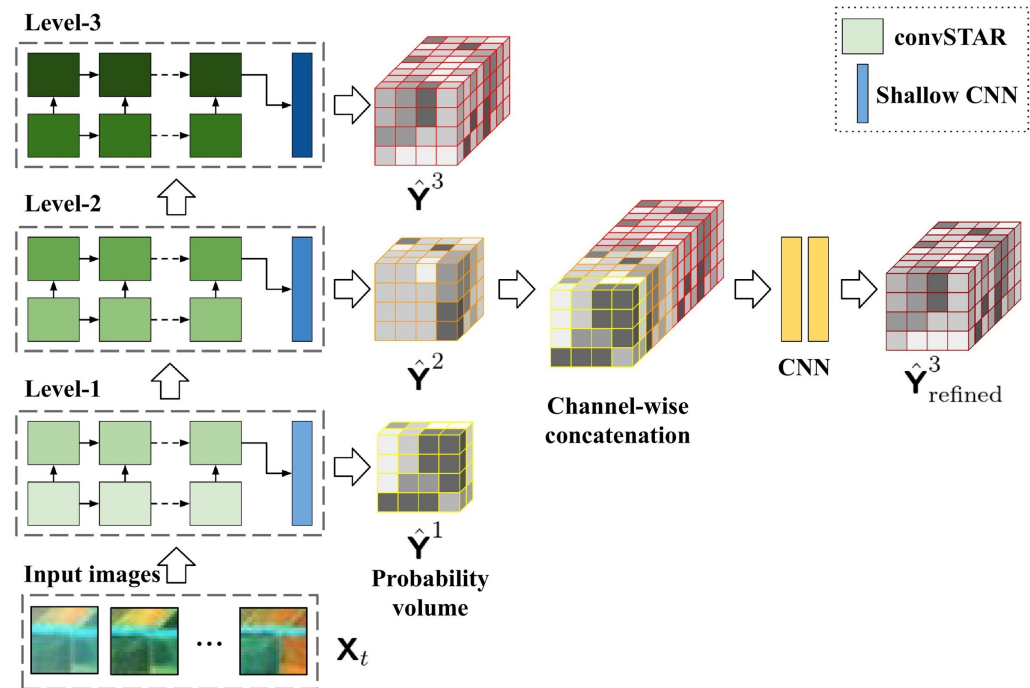 Level-3
convSTAR
Shallow CNN
Ŷ³
Level-2
Ŷ²
CNN
Ŷ³refined
Level-1
Channel-wise
concatenation
Ŷ¹
Input images
Probability
volume
...
Xₜ